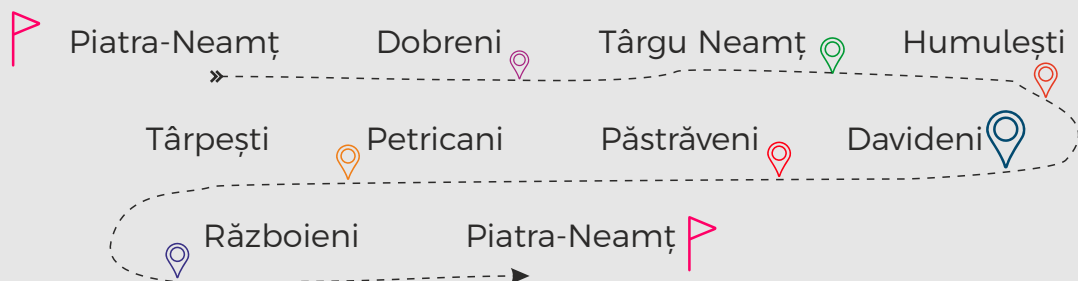 Piatra-Neamț Dobreni Târgu Neamț Humulești
Târpești Petricani Păstrăveni Davideni
Războieni Piatra-Neamț